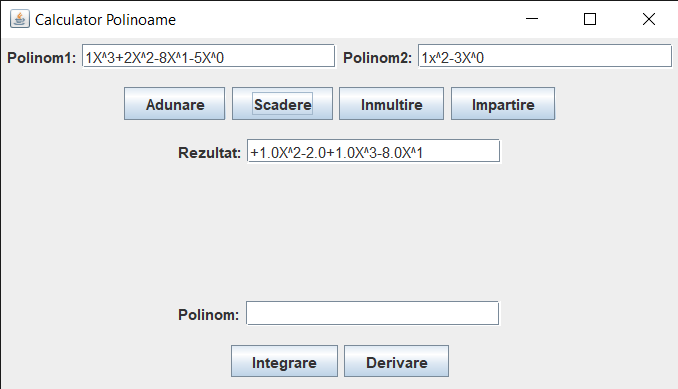 Calculator Polinoame
Polinom1: 1X^3+2X^2-8X^1-5X^0 Polinom2: 1x^2-3X^0
Adunare Scadere Inmultire Impartire
Rezultat: +1.0X^2-2.0+1.0X^3-8.0X^1
Polinom:
Integrare Derivare